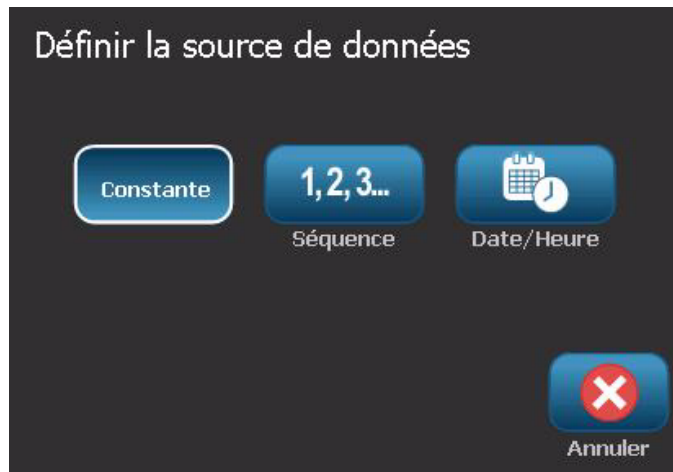 Définir la source de données
Constante
1, 2, 3...
Séquence
Date/Heure
Annuler